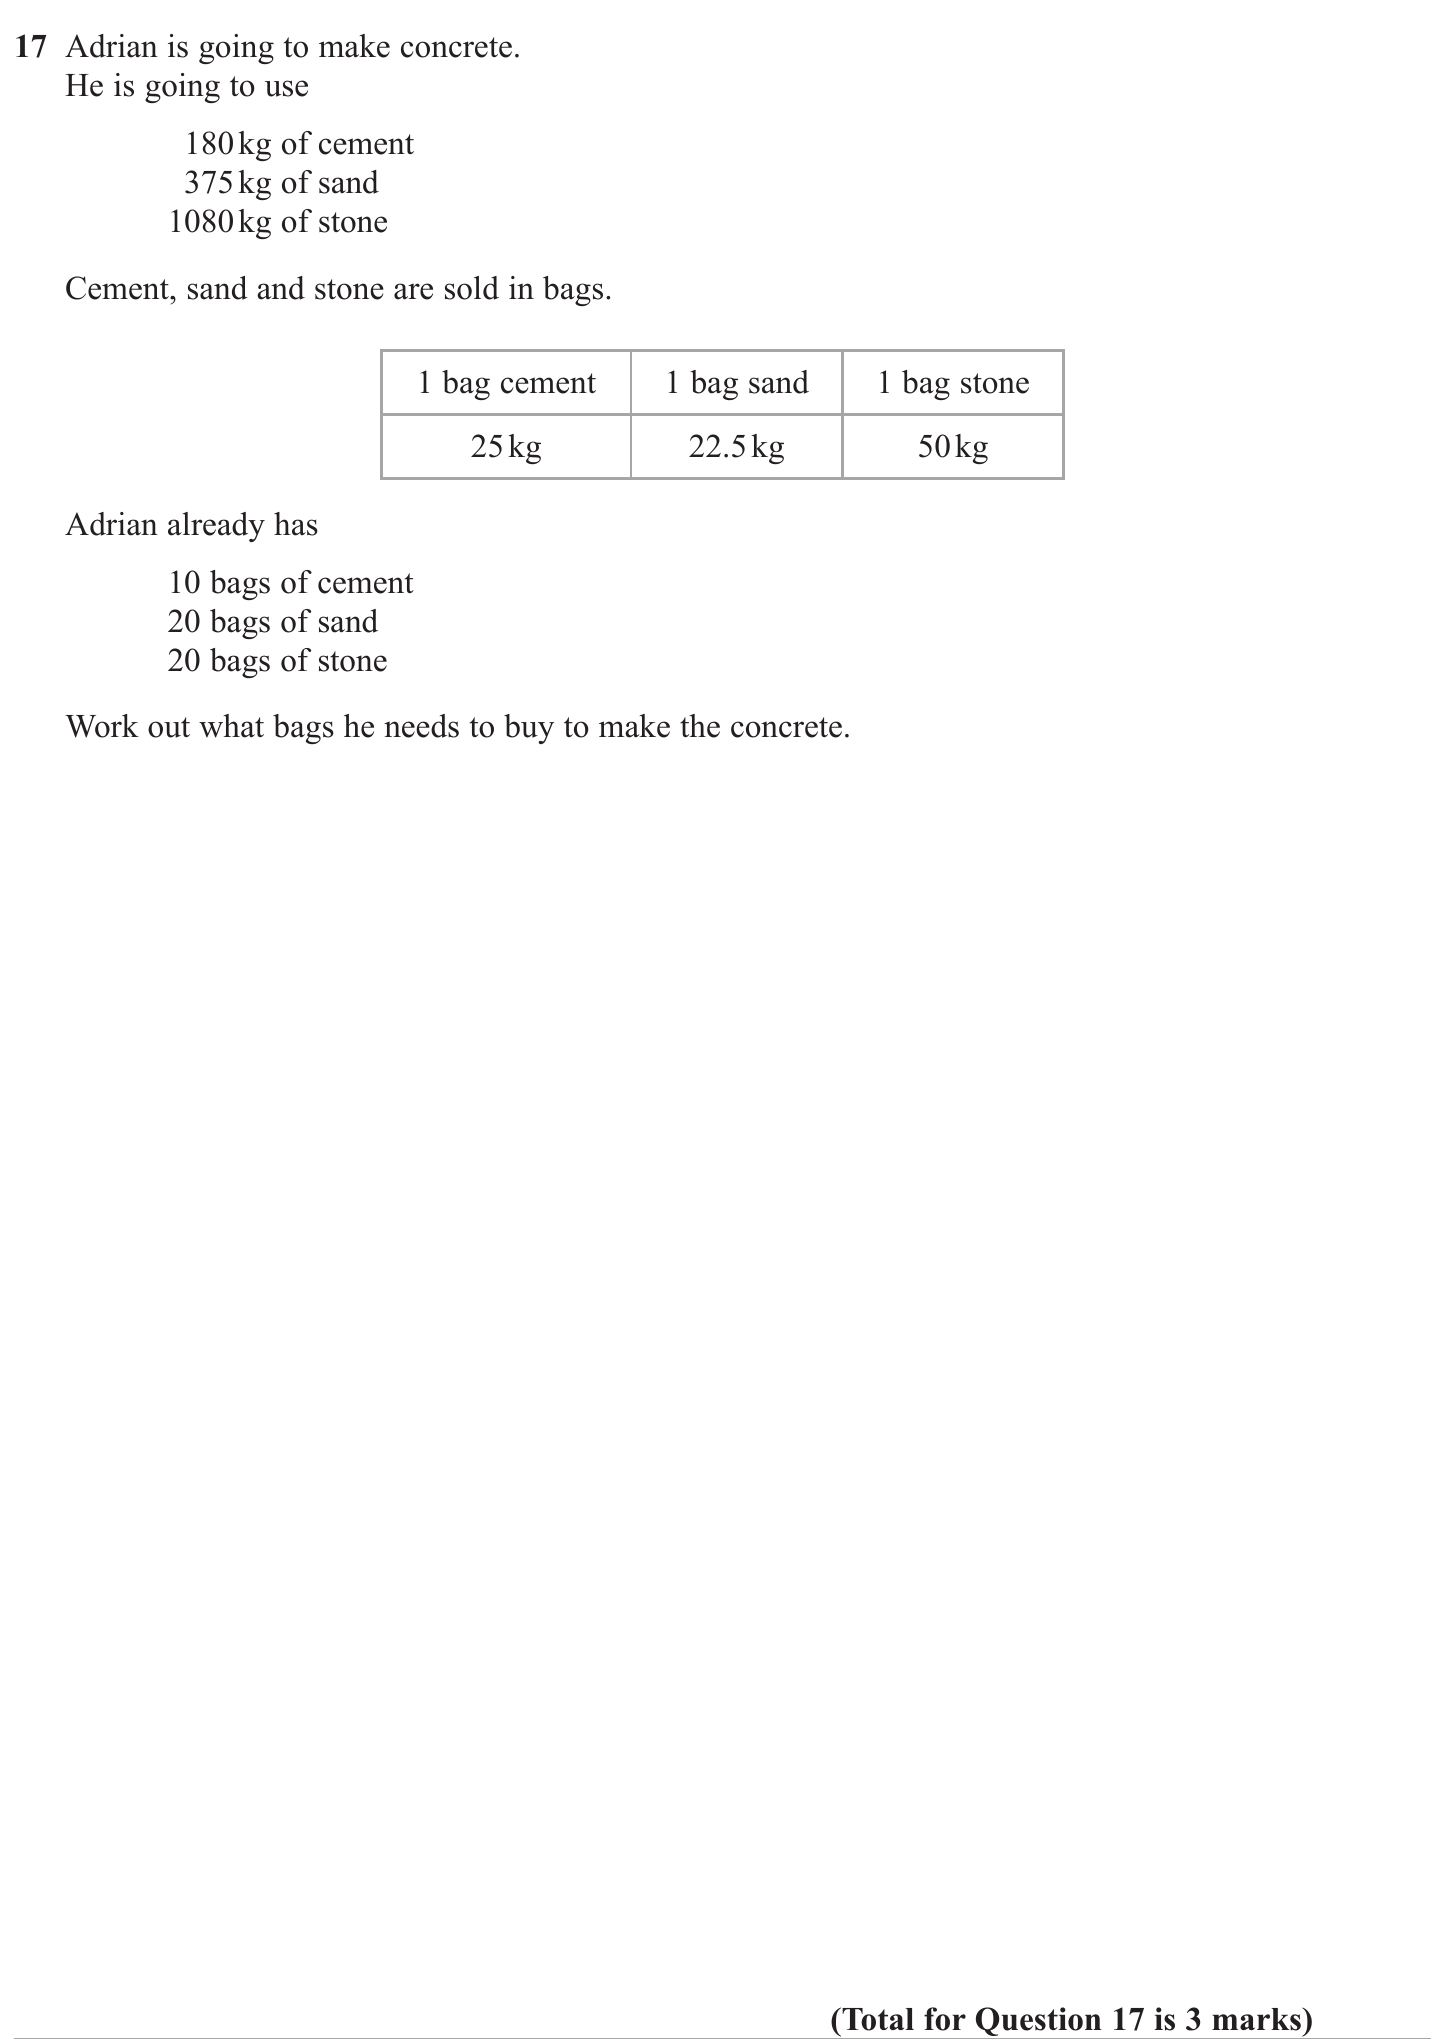 17 Adrian is going to make concrete.
He is going to use
180 kg of cement
375 kg of sand
1080 kg of stone
Cement, sand and stone are sold in bags.
1 bag cement 1 bag sand 1 bag stone
25 kg 22.5 kg 50 kg
Adrian already has
10 bags of cement
20 bags of sand
20 bags of stone
Work out what bags he needs to buy to make the concrete.
(Total for Question 17 is 3 marks)